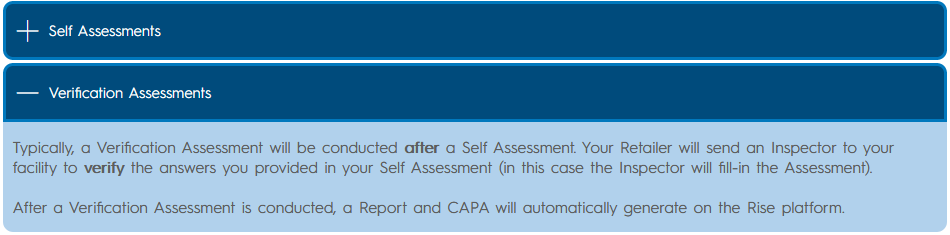 Self Assessments
Verification Assessments
Typically, a Verification Assessment will be conducted after a Self Assessment. Your Retailer will send an Inspector to your
facility to verify the answers you provided in your Self Assessment (in this case the Inspector will fill-in the Assessment).
After a Verification Assessment is conducted, a Report and CAPA will automatically generate on the Rise platform.